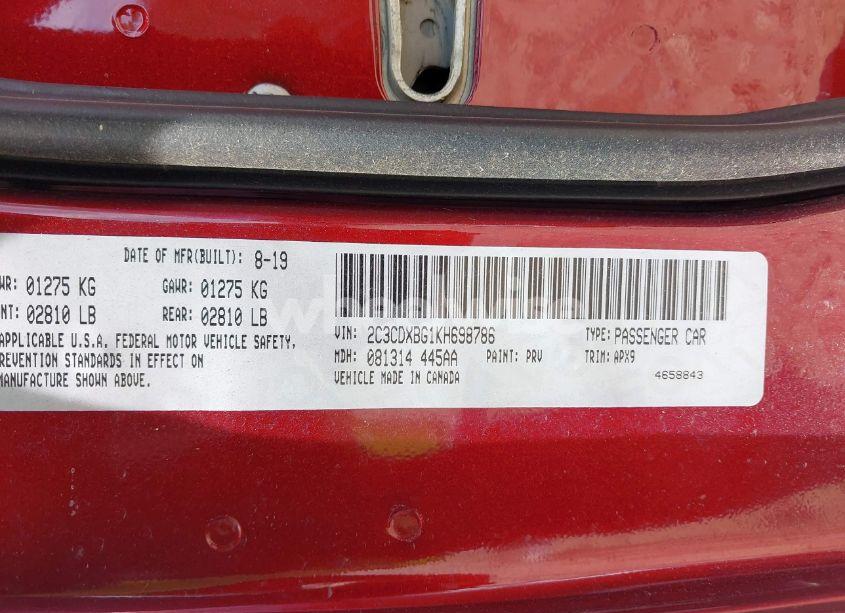 DATE OF MFR(BUILT): 8-19
WR: 01275 KG GAWR: 01275 KG
NT: 02810 LB REAR: 02810 LB
APPLICABLE U.S.A. FEDERAL MOTOR VEHICLE SAFETY,
PREVENTION STANDARDS IN EFFECT ON
MANUFACTURE SHOWN ABOVE.
VIN: 2C3CDXBG1KH698786 TYPE: PASSENGER CAR
MDH: 081314 445AA PAINT: PRV TRIM: APX9
VEHICLE MADE IN CANADA 4658843